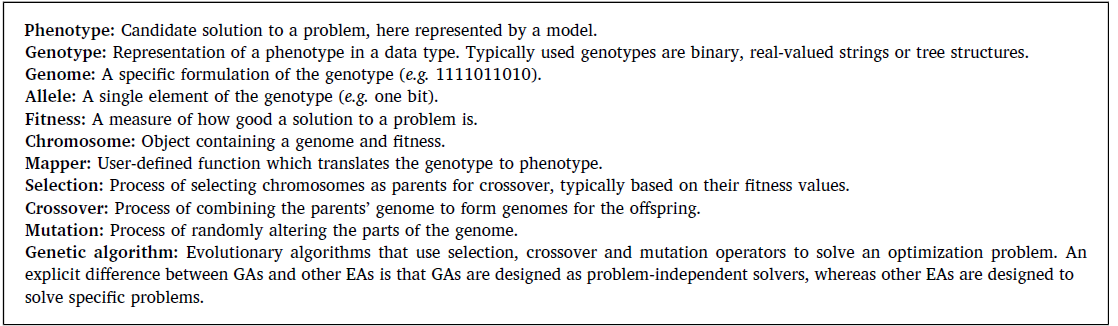 Phenotype: Candidate solution to a problem, here represented by a model.
Genotype: Representation of a phenotype in a data type. Typically used genotypes are binary, real-valued strings or tree structures.
Genome: A specific formulation of the genotype (e.g. 1111011010).
Allele: A single element of the genotype (e.g. one bit).
Fitness: A measure of how good a solution to a problem is.
Chromosome: Object containing a genome and fitness.
Mapper: User-defined function which translates the genotype to phenotype.
Selection: Process of selecting chromosomes as parents for crossover, typically based on their fitness values.
Crossover: Process of combining the parents’ genome to form genomes for the offspring.
Mutation: Process of randomly altering the parts of the genome.
Genetic algorithm: Evolutionary algorithms that use selection, crossover and mutation operators to solve an optimization problem. An
explicit difference between GAs and other EAs is that GAs are designed as problem-independent solvers, whereas other EAs are designed to
solve specific problems.